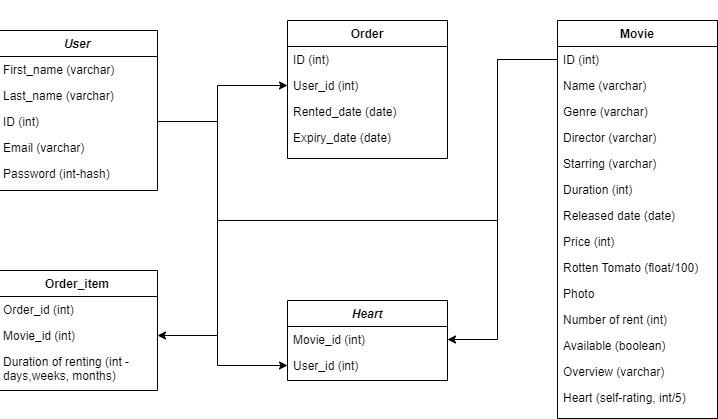 User
First_name (varchar)
Last_name (varchar)
ID (int)
Email (varchar)
Password (int-hash)
Order
ID (int)
User_id (int)
Rented_date (date)
Expiry_date (date)
Movie
ID (int)
Name (varchar)
Genre (varchar)
Director (varchar)
Starring (varchar)
Duration (int)
Released date (date)
Price (int)
Rotten Tomato (float/100)
Photo
Number of rent (int)
Available (boolean)
Overview (varchar)
Heart (self-rating, int/5)
Order_item
Order_id (int)
Movie_id (int)
Duration of renting (int -
days,weeks, months)
Heart
Movie_id (int)
User_id (int)